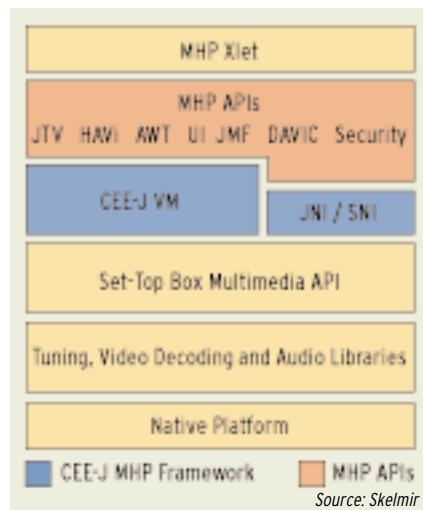 MHP Xlet
MHP APIs
JTV HAVi AWT UI JMF DAVIC Security
CEE-J VM
JNI / SNI
Set-Top Box Multimedia API
Tuning, Video Decoding and Audio Libraries
Native Platform
CEE-J MHP Framework MHP APIs
Source: Skelmir